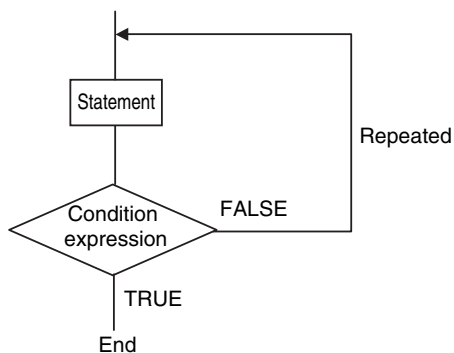 Statement
Repeated
Condition
expression
FALSE
TRUE
End